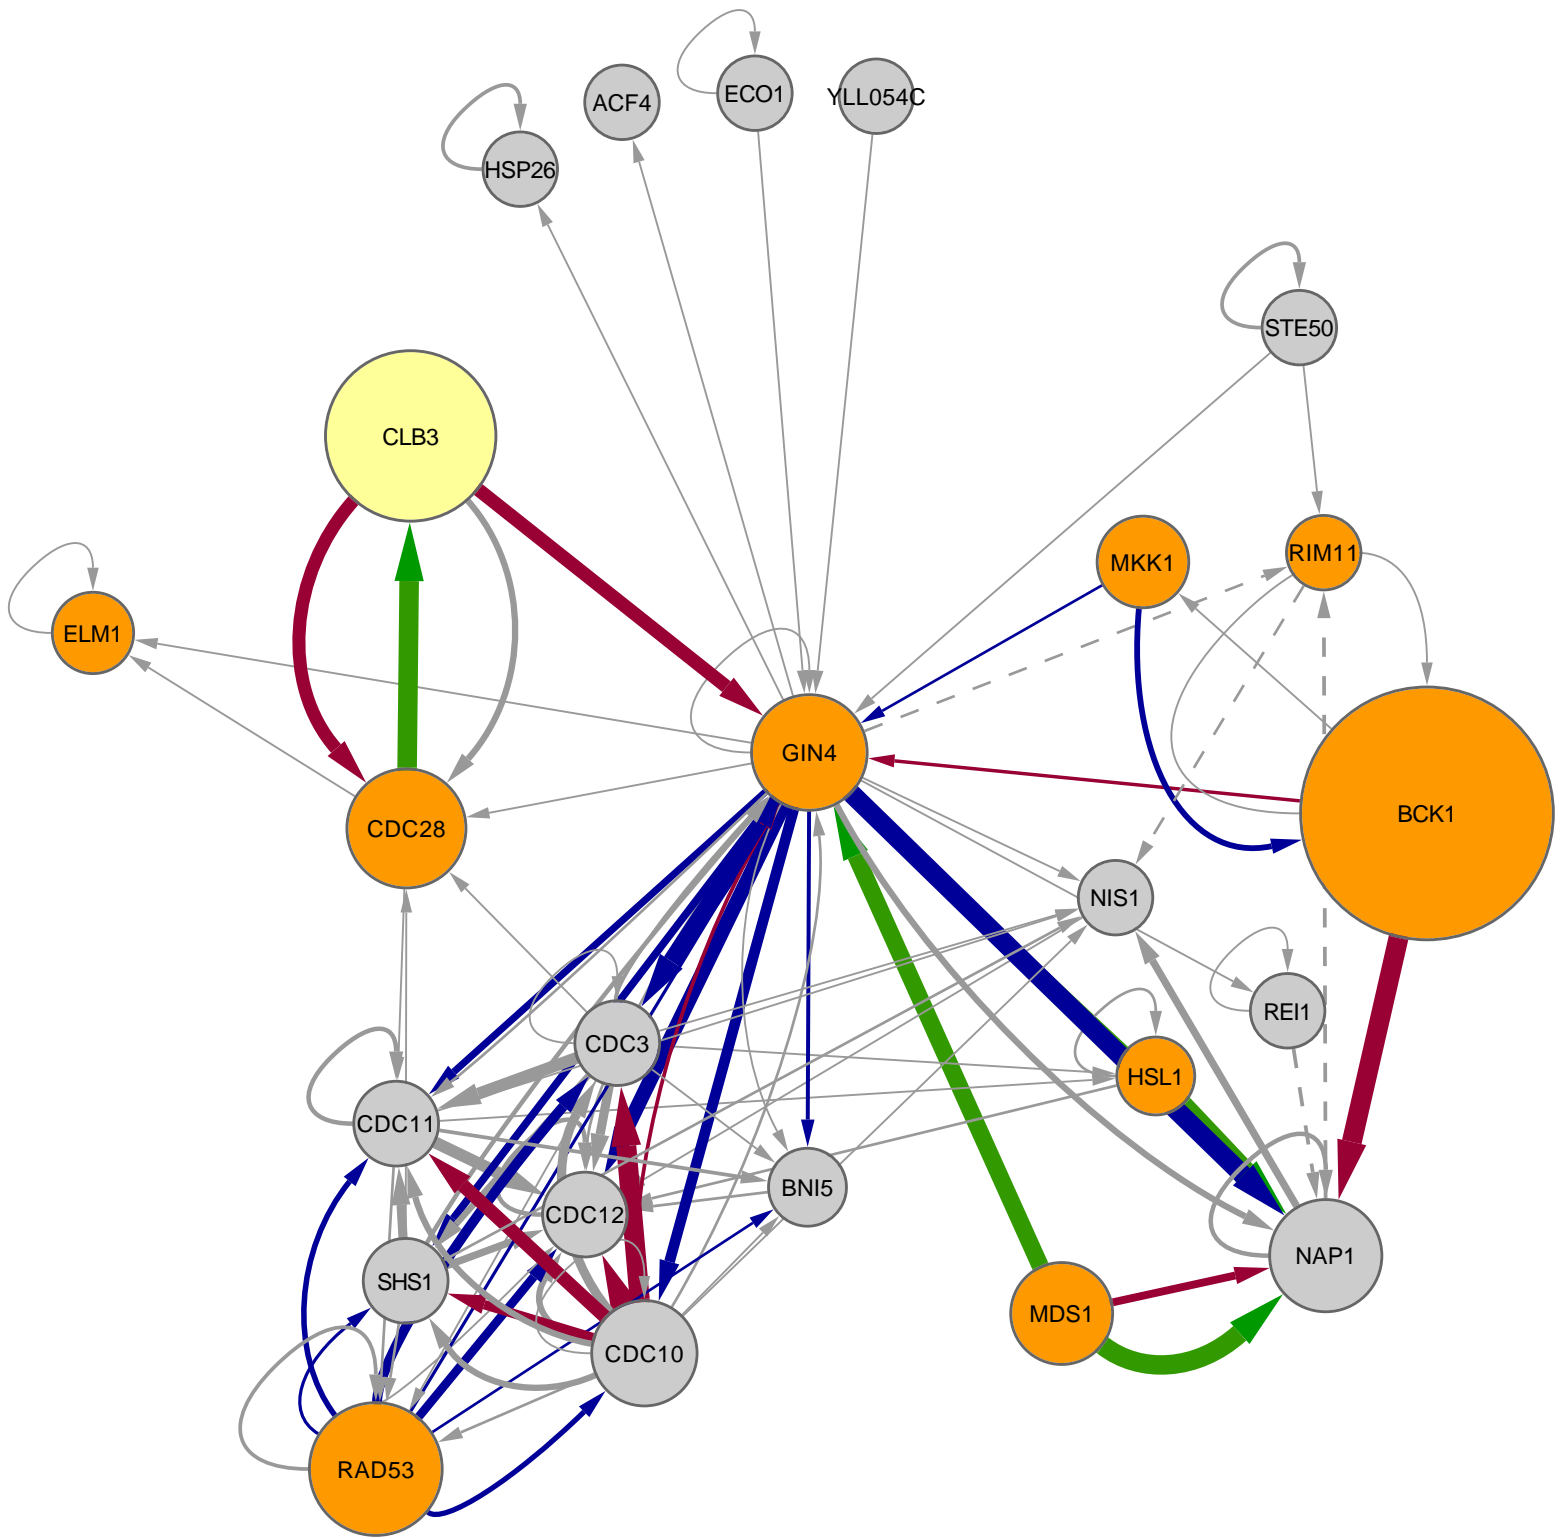 ECO1
YLL054C
ACF4
HSP26
STE50
CLB3
RIM11
MKK1
ELM1
GIN4
BCK1
CDC28
NIS1
REI1
CDC3
HSL1
CDC11
BNI5
CDC12
NAP1
SHS1
MDS1
CDC10
RAD53